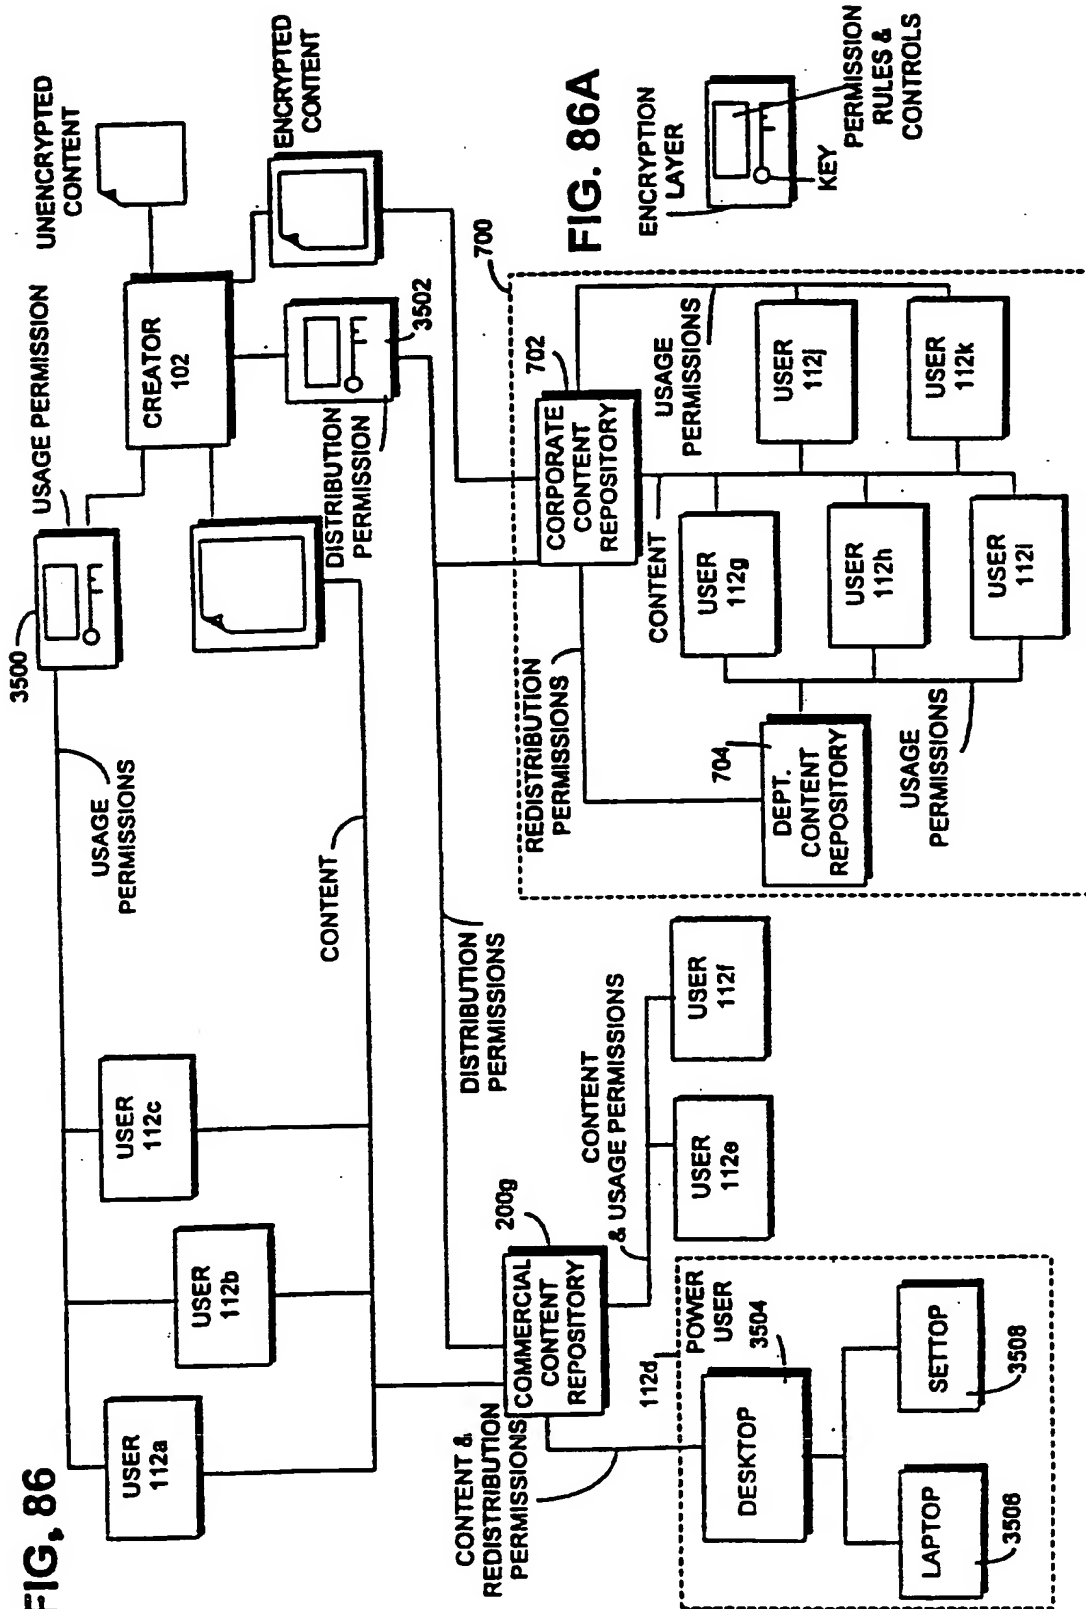 FIG. 86
USER
112a
USER
112b
USER
112c
USAGE
PERMISSIONS
3500
USAGE PERMISSION
CREATOR
102
UNENCRYPTED
CONTENT
ENCRYPTED
CONTENT
CONTENT
DISTRIBUTION
PERMISSION
3502
DISTRIBUTION
PERMISSIONS
CONTENT &
REDISTRIBUTION
PERMISSIONS
COMMERCIAL
CONTENT
REPOSITORY
200g
CONTENT
& USAGE PERMISSIONS
USER
112e
USER
112f
112d
POWER
USER
3504
DESKTOP
LAPTOP
3506
SETTOP
3508
700
REDISTRIBUTION
PERMISSIONS
CORPORATE
CONTENT
REPOSITORY
702
704
DEPT.
CONTENT
REPOSITORY
CONTENT
USAGE
PERMISSIONS
USER
112g
USER
112h
USER
112i
USAGE
PERMISSIONS
USER
112j
USER
112k
FIG. 86A
ENCRYPTION
LAYER
KEY
PERMISSION
RULES &
CONTROLS